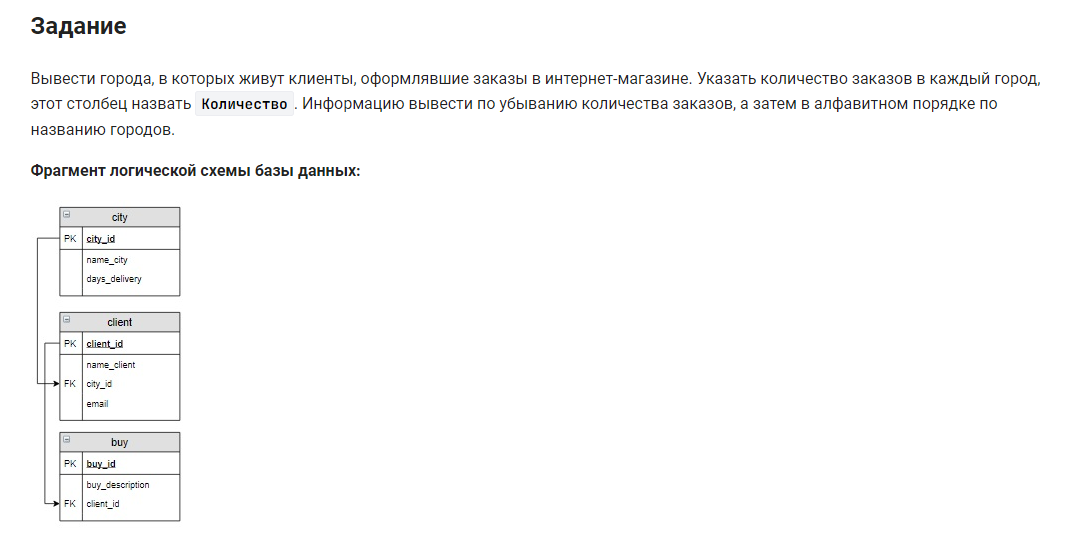 Задание
Вывести города, в которых живут клиенты, оформлявшие заказы в интернет-магазине. Указать количество заказов в каждый город,
этот столбец назвать Количество . Информацию вывести по убыванию количества заказов, а затем в алфавитном порядке по
названию городов.
Фрагмент логической схемы базы данных:
city
PK city_id
name_city
days_delivery
client
PK client_id
name_client
FK city_id
email
buy
PK buy_id
buy_description
FK client_id